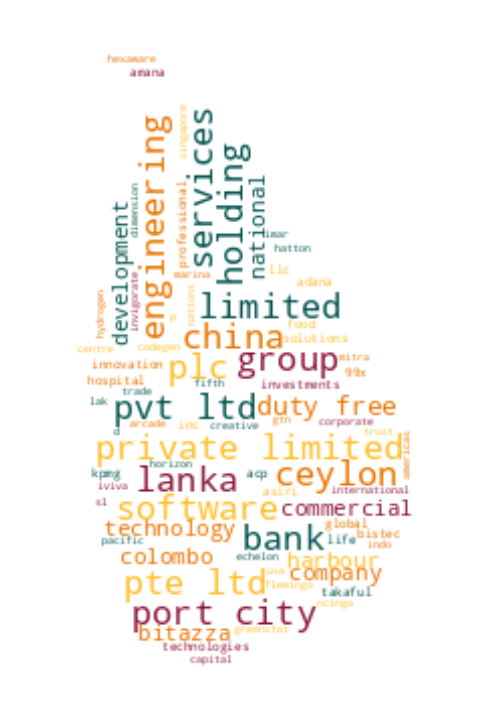 hexaware
amana
singapore
services
engineering
holding
national
dimension
professional
development
hatton
marina
llc
adana
hydrogen
invigorate
nations
p
limited
food
china
solutions
centre
codegen
plc
group
mitra
innovation
99x
hospital
fifth
investments
trade
lak
pvt ltd
duty free
arcade
inc
creative
gtn
corporate
d
trust
private limited
americas
horizon
kpmg
lanka
acp
ceylon
iviva
asiri
international
sl
software
commercial
technology
global
bank
life
bistec
pacific
indo
colombo
echelon
harbour
usa
company
pte ltd
flemingo
takaful
port city
ncinga
bitazza
greenstat
technologies
capital